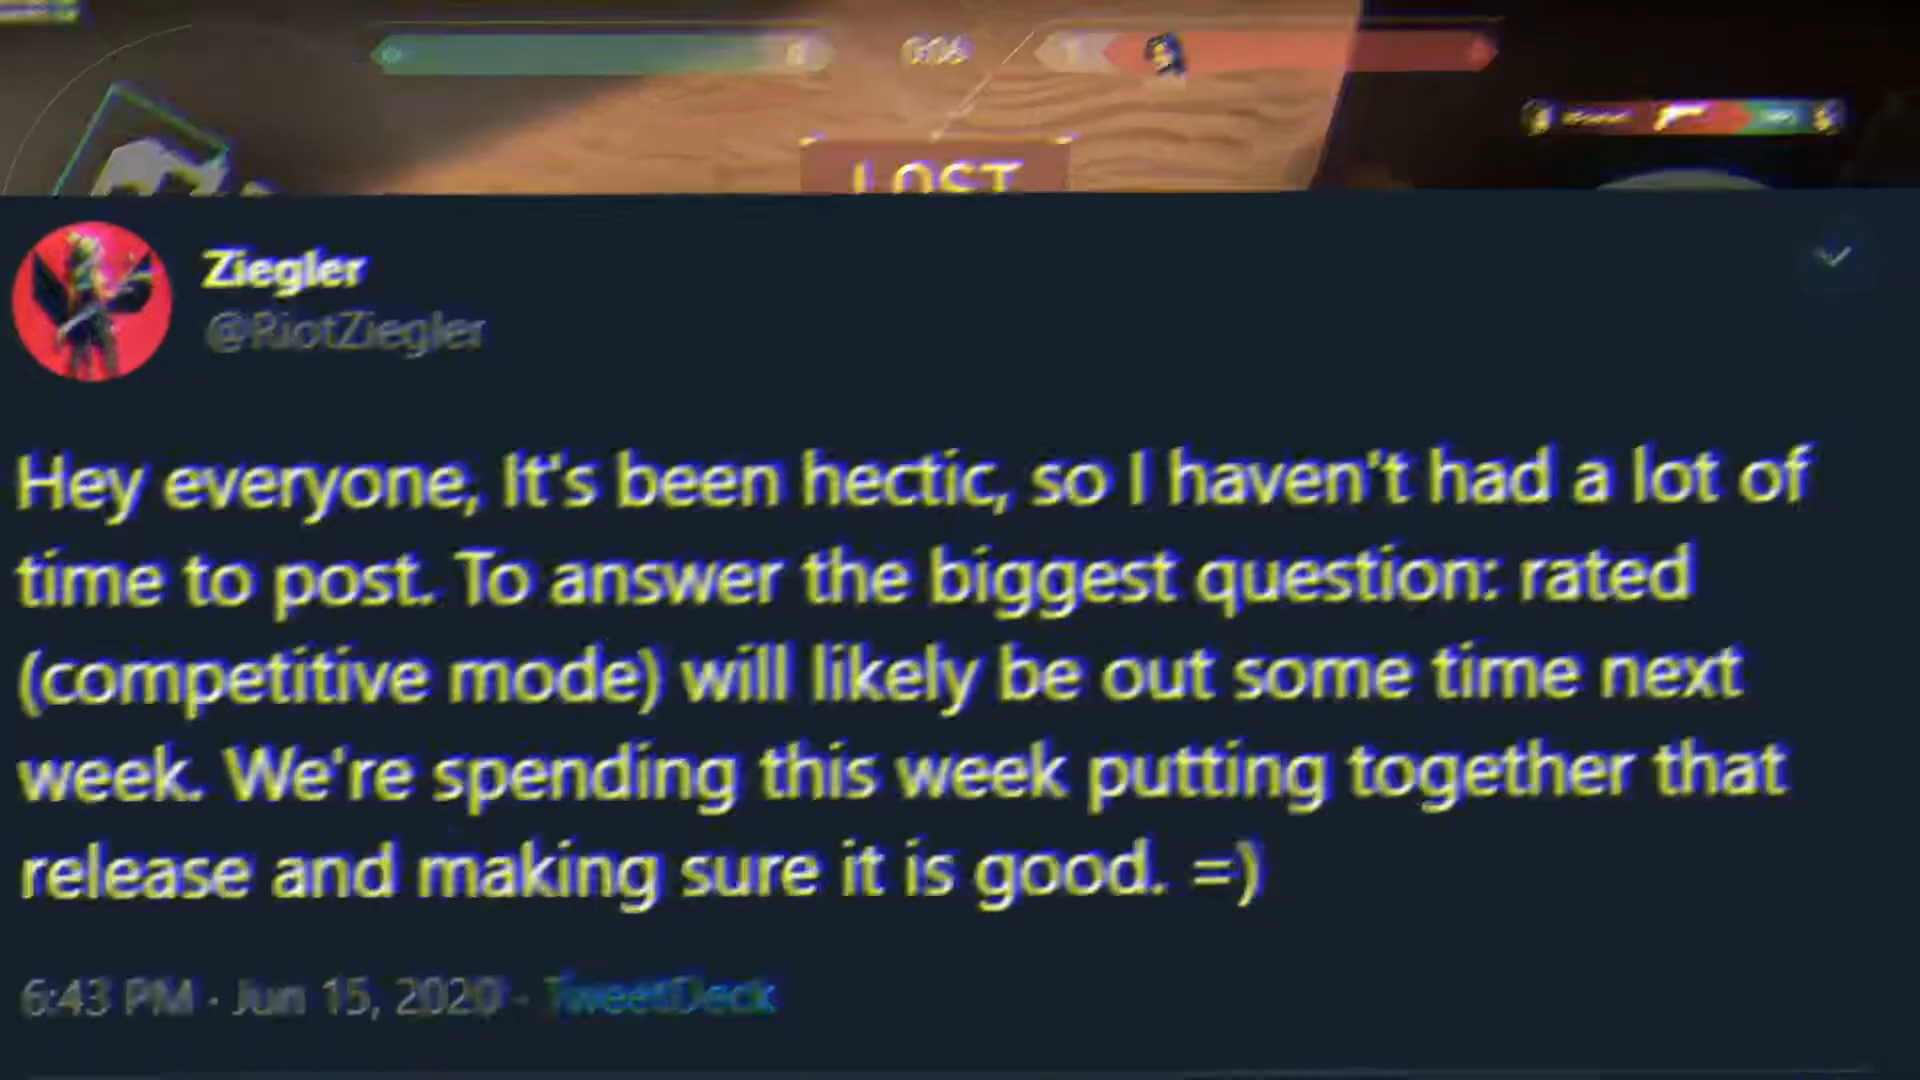 0:06
LOST
Ziegler
@RiotZiegler
Hey everyone, It's been hectic, so I haven't had a lot of
time to post. To answer the biggest question: rated
(competitive mode) will likely be out some time next
week. We're spending this week putting together that
release and making sure it is good. =)
6:43 PM · Jun 15, 2020 · TweetDeck